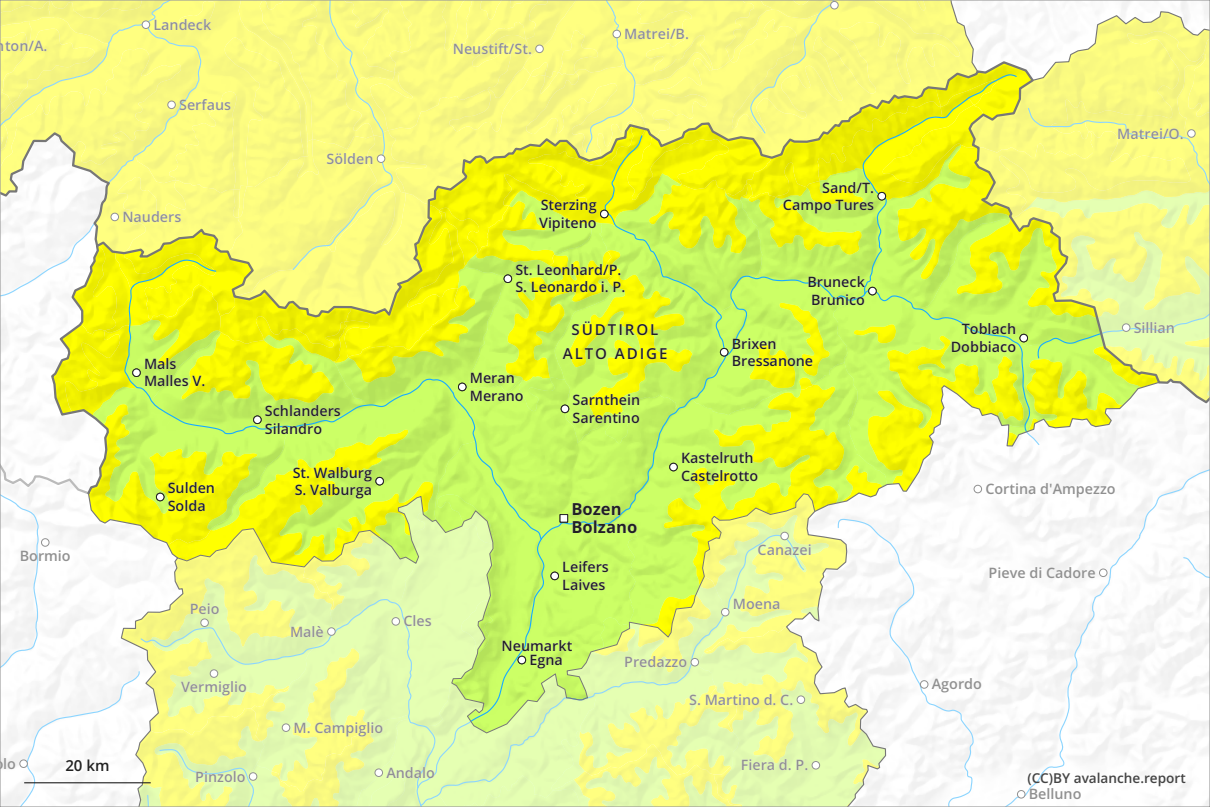 Landeck
nton/A.
Neustift/St.
Matrei/B.
Serfaus
Sölden
Matrei/O.
Nauders
Sand/T.
Campo Tures
Sterzing
Vipiteno
St. Leonhard/P.
S. Leonardo i. P.
Bruneck
Brunico
SÜDTIROL
ALTO ADIGE
Toblach
Dobbiaco
Sillian
Brixen
Bressanone
Mals
Malles V.
Meran
Merano
Sarnthein
Sarentino
Schlanders
Silandro
Kastelruth
Castelrotto
St. Walburg
S. Valburga
Sulden
Solda
Cortina d'Ampezzo
Bozen
Bolzano
Bormio
Canazei
Leifers
Laives
Pieve di Cadore
Peio
Moena
Malè
Cles
Neumarkt
Egna
Predazzo
Vermiglio
Agordo
S. Martino d. C.
M. Campiglio
olo
20 km
Pinzolo
Andalo
Fiera d. P.
(CC)BY avalanche.report
Belluno